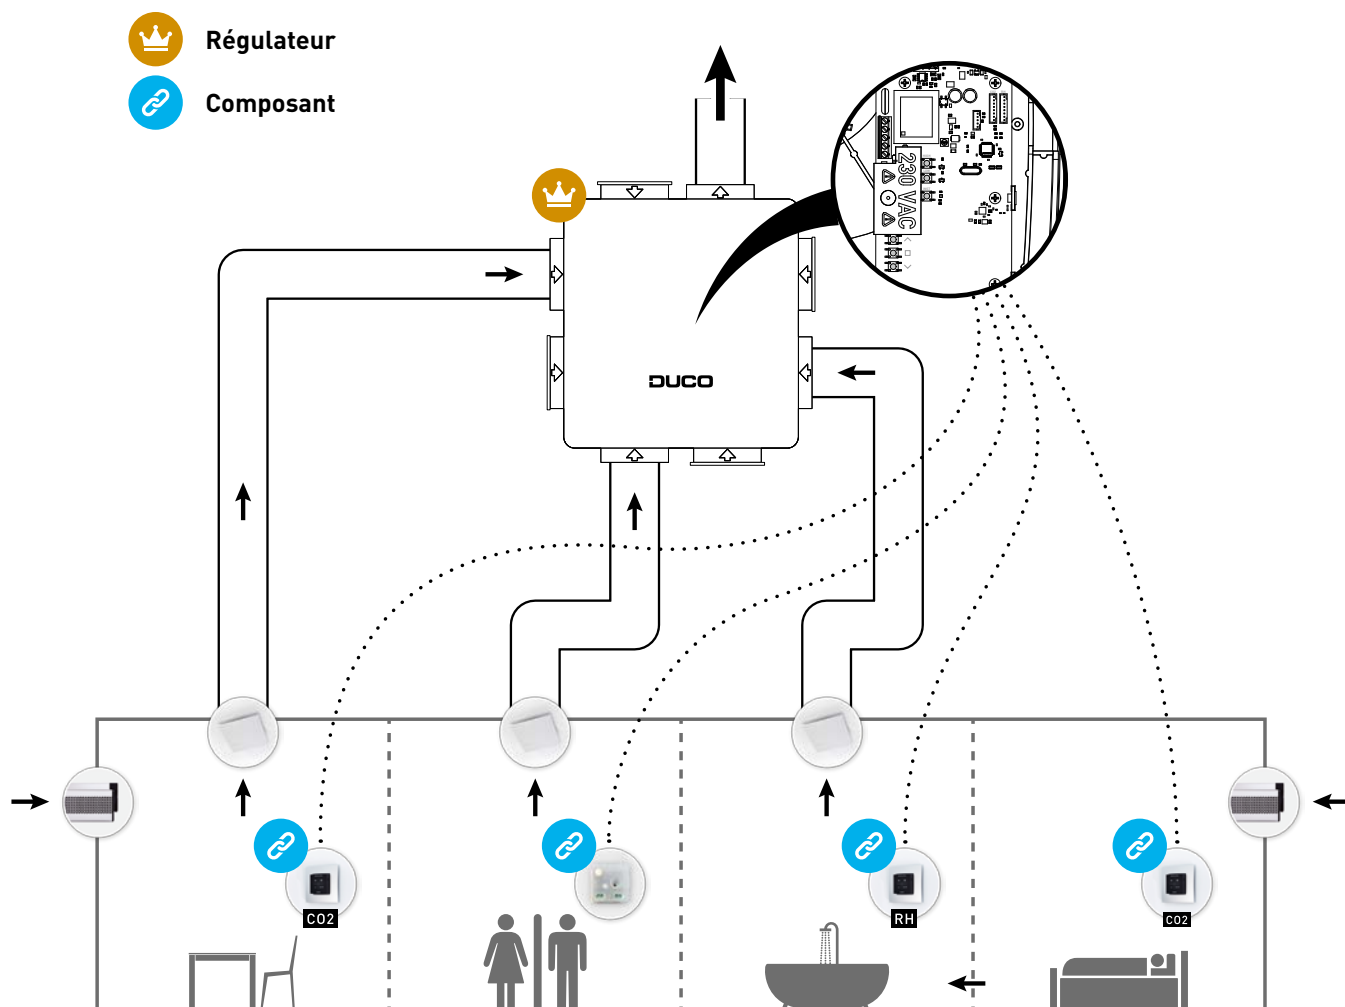 Régulateur
Composant
230 VAC
DUCO
CO2
RH
CO2